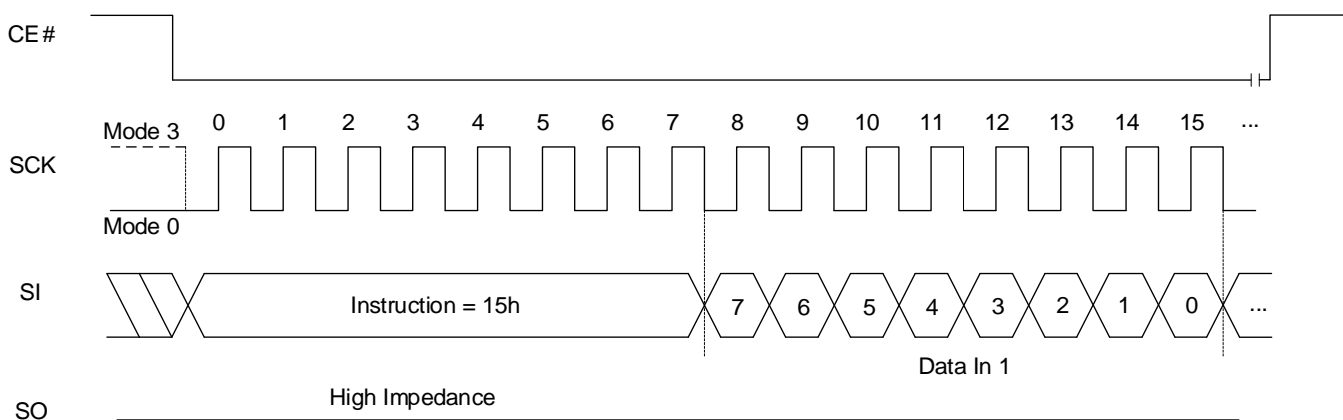 CE#
0 1 2 3 4 5 6 7 8 9 10 11 12 13 14 15 ...
Mode 3
SCK
Mode 0
SI
Instruction = 15h 7 6 5 4 3 2 1 0 ...
Data In 1
High Impedance
SO